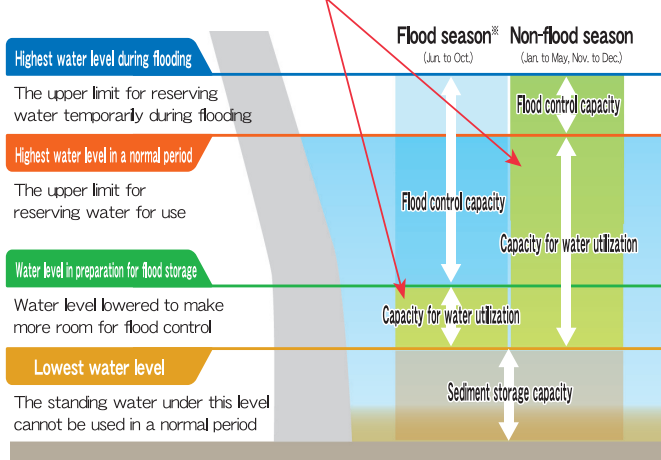 Flood season※ Non-flood season
(Jun. to Oct.) (Jan. to May, Nov. to Dec.)
Highest water level during flooding
The upper limit for reserving
water temporarily during flooding
Flood control capacity
Highest water level in a normal period
The upper limit for
reserving water for use
Flood control capacity
Capacity for water utilization
Water level in preparation for flood storage
Water level lowered to make
more room for flood control
Capacity for water utilization
Lowest water level
Sediment storage capacity
The standing water under this level
cannot be used in a normal period